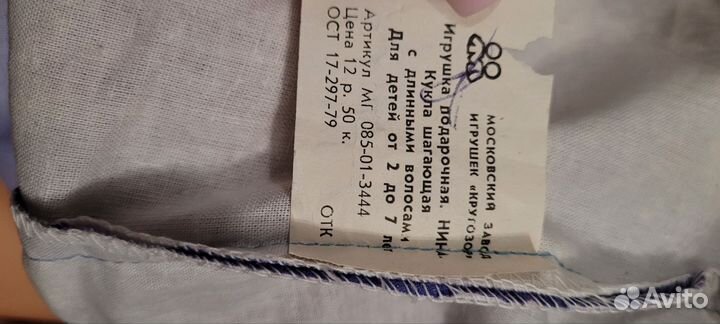 МОСКОВСКИЙ ЗАВОД
ИГРУШЕК «КРУГОЗОР
Игрушка подарочная. НИНА
Кукла шагающая
с длинными волосами
Для детей от 2 до 7 лет
Артикул МГ 085-01-3444
Цена 12 р. 50 к.
ОСТ 17-297-79
ОТК
Avito